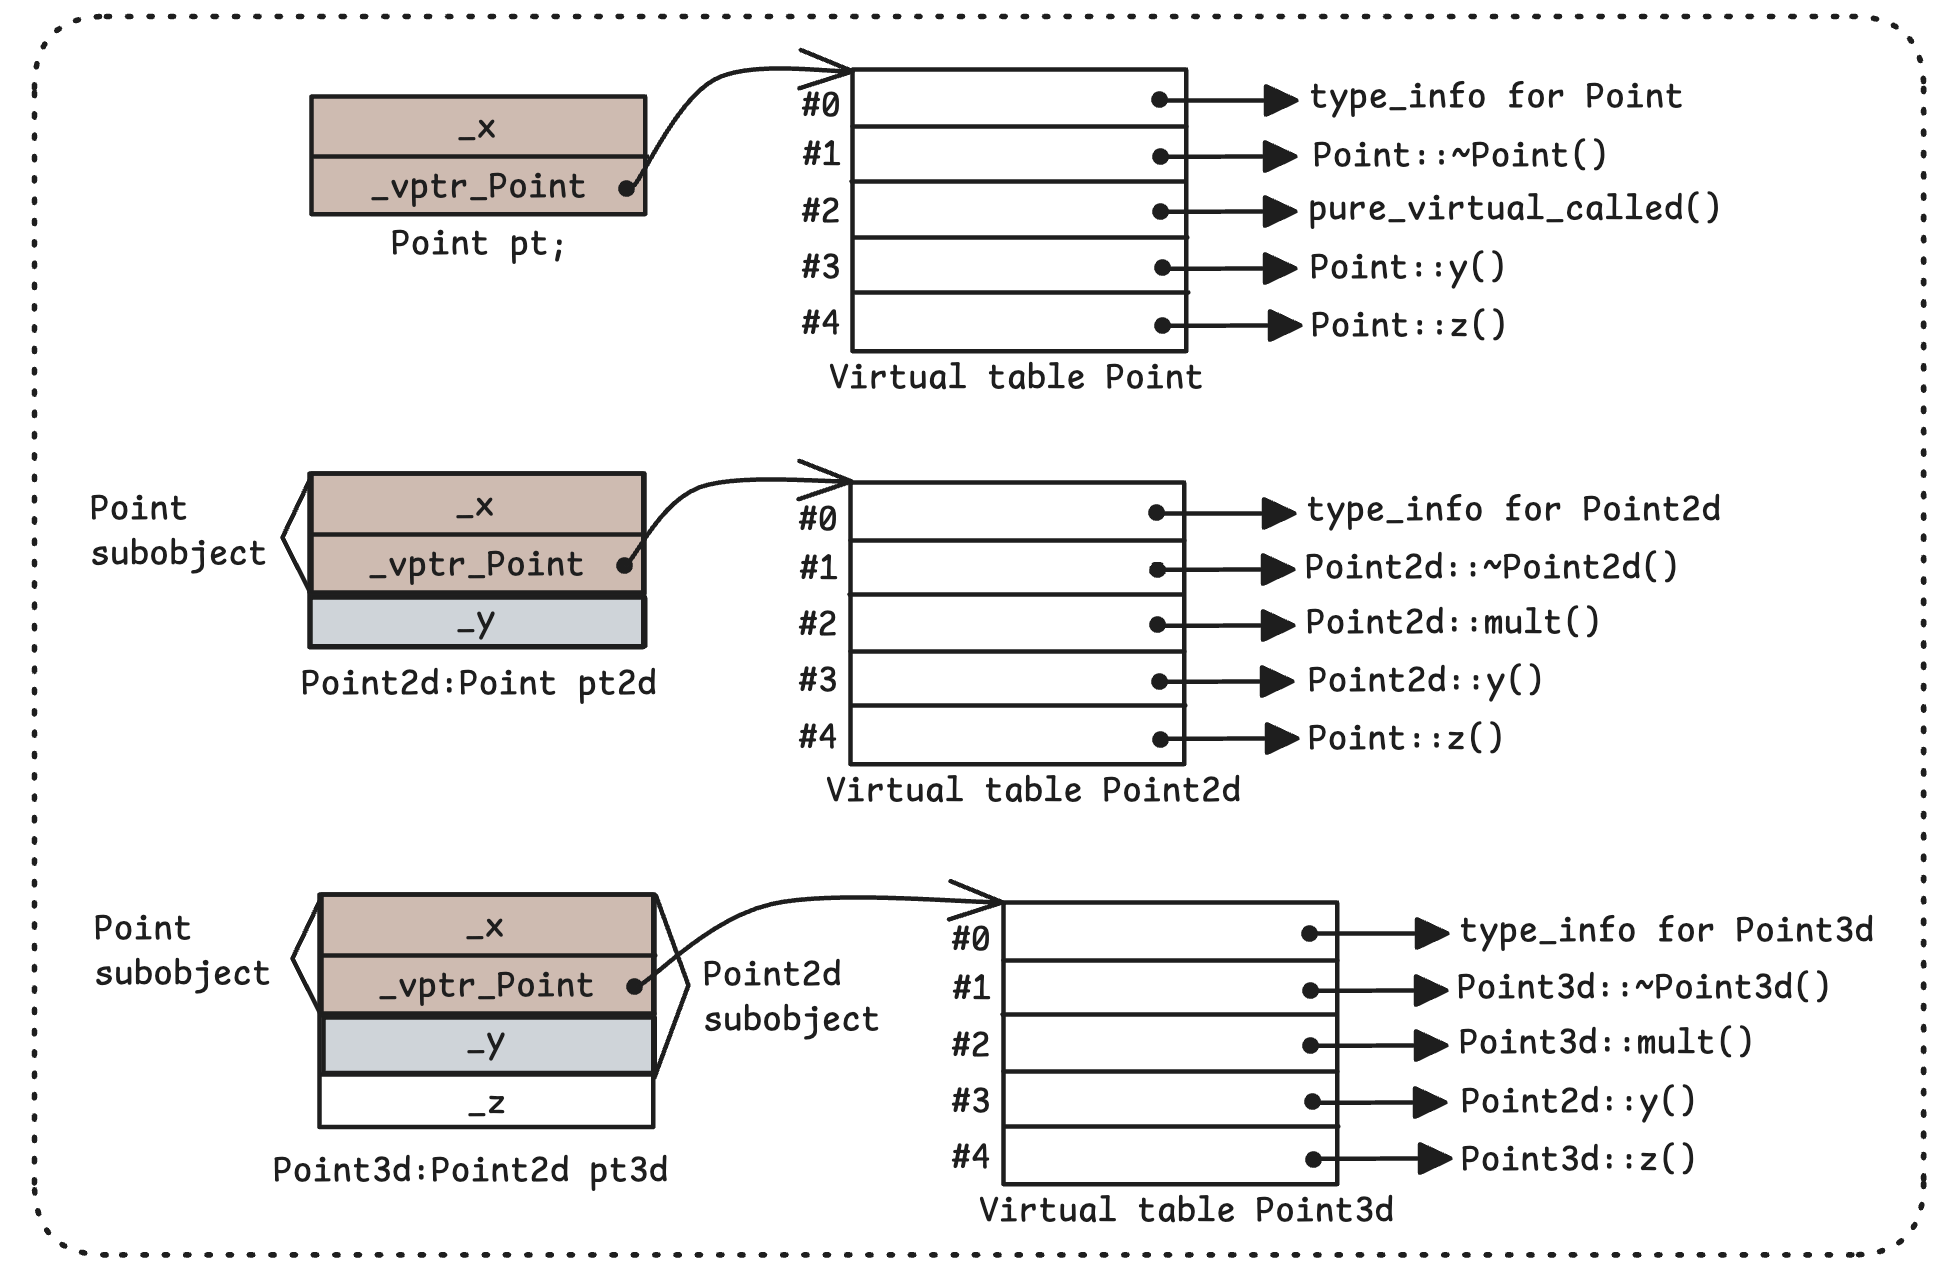 _x
_vptr_Point
Point pt;
#0
#1
#2
#3
#4
type_info for Point
Point::~Point()
pure_virtual_called()
Point::y()
Point::z()
Virtual table Point
Point
subobject
_x
_vptr_Point
_y
Point2d:Point pt2d
#0
#1
#2
#3
#4
type_info for Point2d
Point2d::~Point2d()
Point2d::mult()
Point2d::y()
Point::z()
Virtual table Point2d
Point
subobject
_x
_vptr_Point
_y
_z
Point2d
subobject
Point3d:Point2d pt3d
#0
#1
#2
#3
#4
type_info for Point3d
Point3d::~Point3d()
Point3d::mult()
Point2d::y()
Point3d::z()
Virtual table Point3d